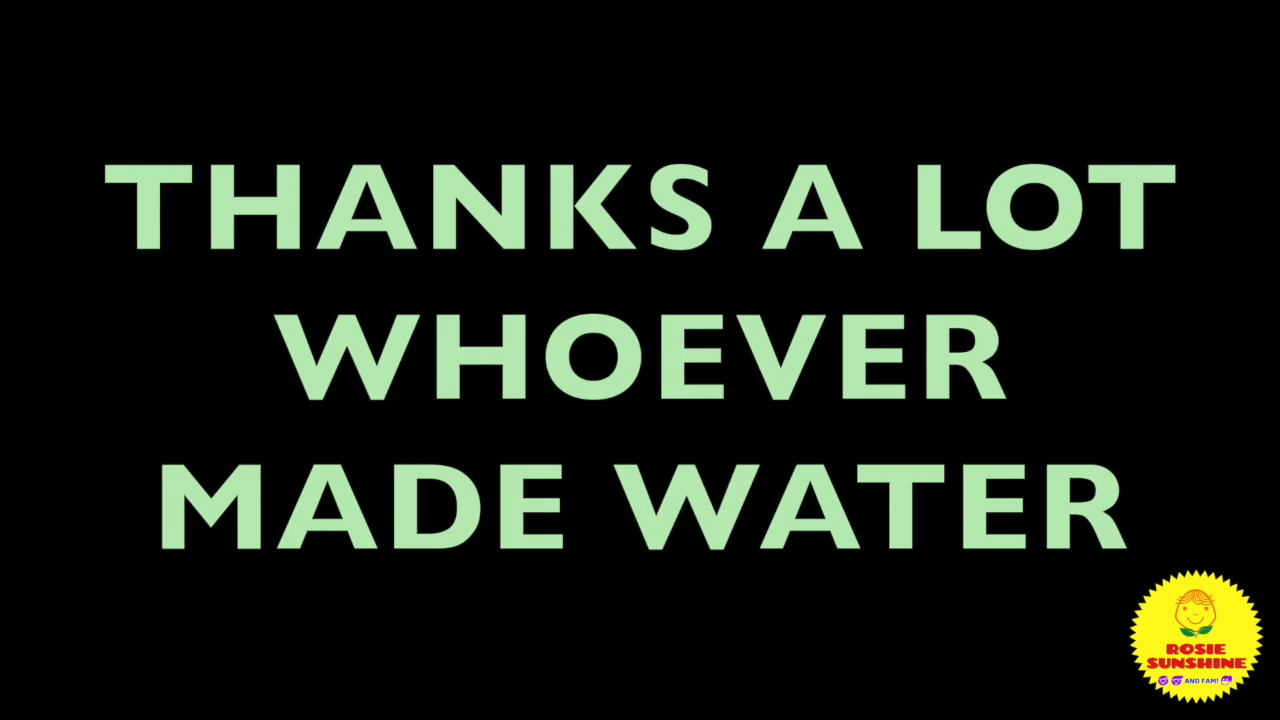 THANKS A LOT
WHOEVER
MADE WATER
ROSIE
SUNSHINE
AND FAM!